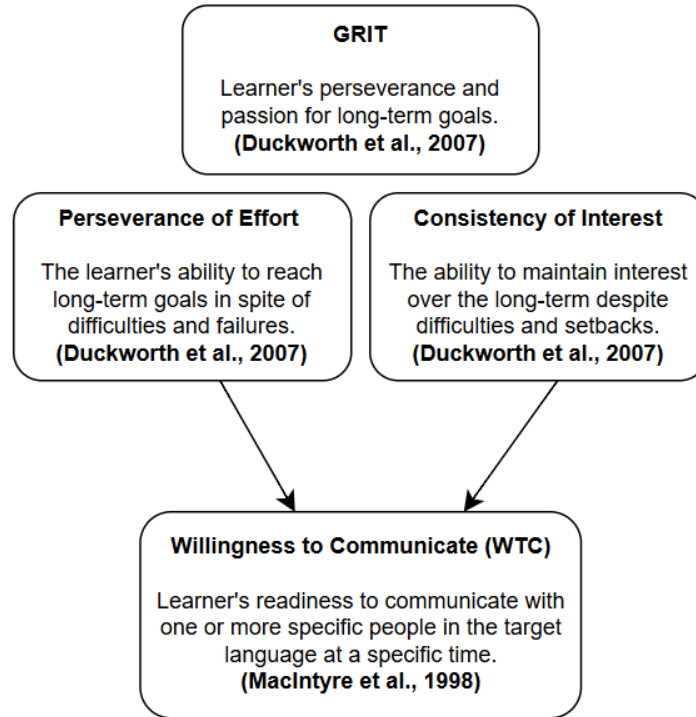 GRIT
Learner's perseverance and
passion for long-term goals.
(Duckworth et al., 2007)
Perseverance of Effort
The learner's ability to reach
long-term goals in spite of
difficulties and failures.
(Duckworth et al., 2007)
Consistency of Interest
The ability to maintain interest
over the long-term despite
difficulties and setbacks.
(Duckworth et al., 2007)
Willingness to Communicate (WTC)
Learner's readiness to communicate with
one or more specific people in the target
language at a specific time.
(MacIntyre et al., 1998)